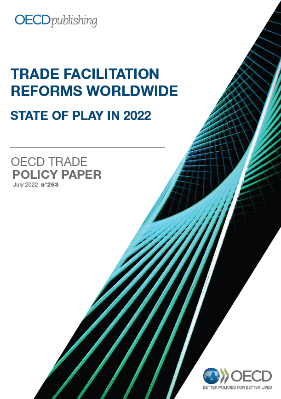 OECDpublishing
TRADE FACILITATION
REFORMS WORLDWIDE
STATE OF PLAY IN 2022
OECD TRADE
POLICY PAPER
July 2022 n°263
OECD
BETTER POLICIES FOR BETTER LIVES